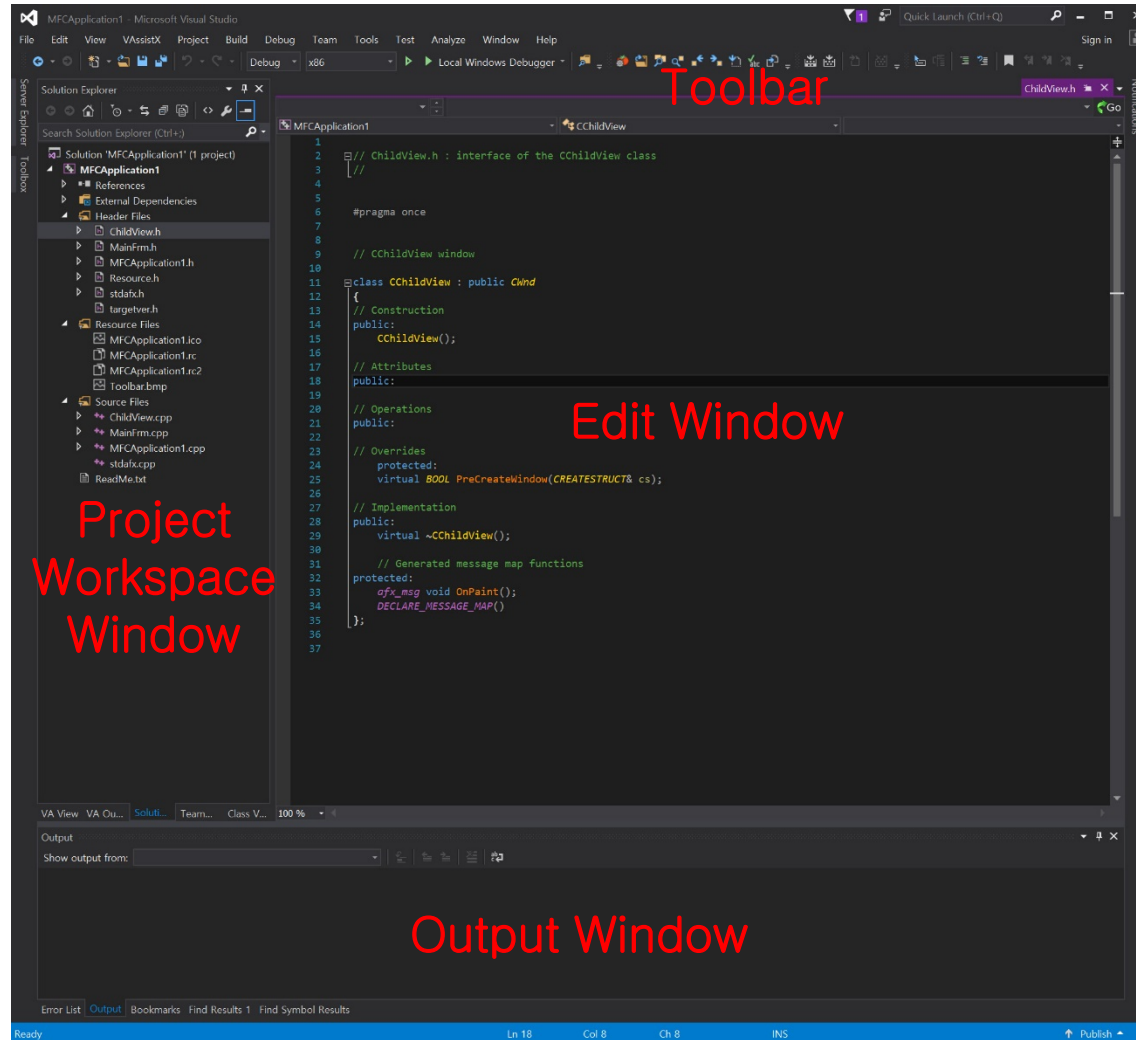 MFCApplication1 - Microsoft Visual Studio
1
Quick Launch (Ctrl+Q)
File Edit View VAssistX Project Build Debug Team Tools Test Analyze Window Help
Sign in
Debug x86 Local Windows Debugger
Toolbar
Server Explorer
Toolbox
Notifications
Solution Explorer
Search Solution Explorer (Ctrl+;)
Solution 'MFCApplication1' (1 project)
MFCApplication1
References
External Dependencies
Header Files
ChildView.h
MainFrm.h
MFCApplication1.h
Resource.h
stdafx.h
targetver.h
Resource Files
MFCApplication1.ico
MFCApplication1.rc
MFCApplication1.rc2
Toolbar.bmp
Source Files
ChildView.cpp
MainFrm.cpp
MFCApplication1.cpp
stdafx.cpp
ReadMe.txt
Project
Workspace
Window
VA View VA Ou... Soluti... Team... Class V...
ChildView.h
Go
MFCApplication1 CChildView
1
2 // ChildView.h : interface of the CChildView class
3 //
4
5
6 #pragma once
7
8
9 // CChildView window
10
11 class CChildView : public CWnd
12 {
13 // Construction
14 public:
15 CChildView();
16
17 // Attributes
18 public:
19
20 // Operations
21 public:
22
23 // Overrides
24 protected:
25 virtual BOOL PreCreateWindow(CREATESTRUCT& cs);
26
27 // Implementation
28 public:
29 virtual ~CChildView();
30
31 // Generated message map functions
32 protected:
33 afx_msg void OnPaint();
34 DECLARE_MESSAGE_MAP()
35 };
36
37
Edit Window
100 %
Output
Show output from:
Output Window
Error List Output Bookmarks Find Results 1 Find Symbol Results
Ready Ln 18 Col 8 Ch 8 INS Publish